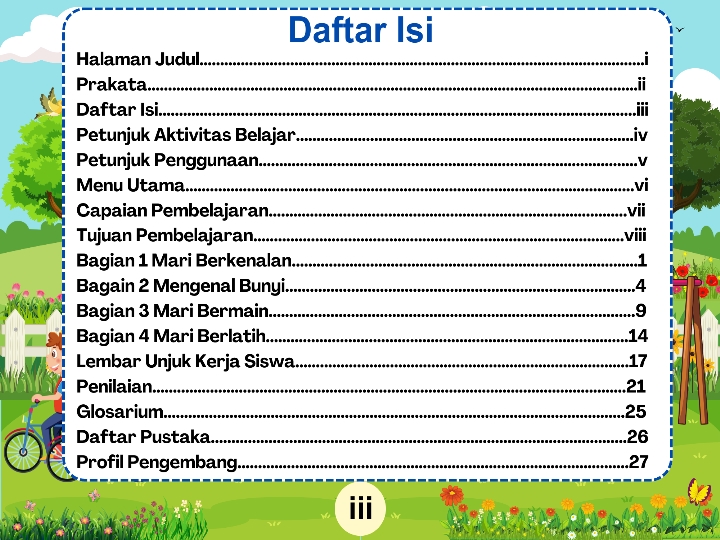 Daftar Isi
Halaman Judul....................................................................................................i
Prakata....................................................................................................ii
Daftar Isi....................................................................................................iii
Petunjuk Aktivitas Belajar....................................................................................iv
Petunjuk Penggunaan............................................................................................v
Menu Utama....................................................................................................vi
Capaian Pembelajaran........................................................................................vii
Tujuan Pembelajaran..........................................................................................viii
Bagian 1 Mari Berkenalan....................................................................................1
Bagain 2 Mengenal Bunyi.....................................................................................4
Bagian 3 Mari Bermain.........................................................................................9
Bagian 4 Mari Berlatih........................................................................................14
Lembar Unjuk Kerja Siswa..................................................................................17
Penilaian....................................................................................................21
Glosarium....................................................................................................25
Daftar Pustaka....................................................................................................26
Profil Pengembang...............................................................................................27
iii